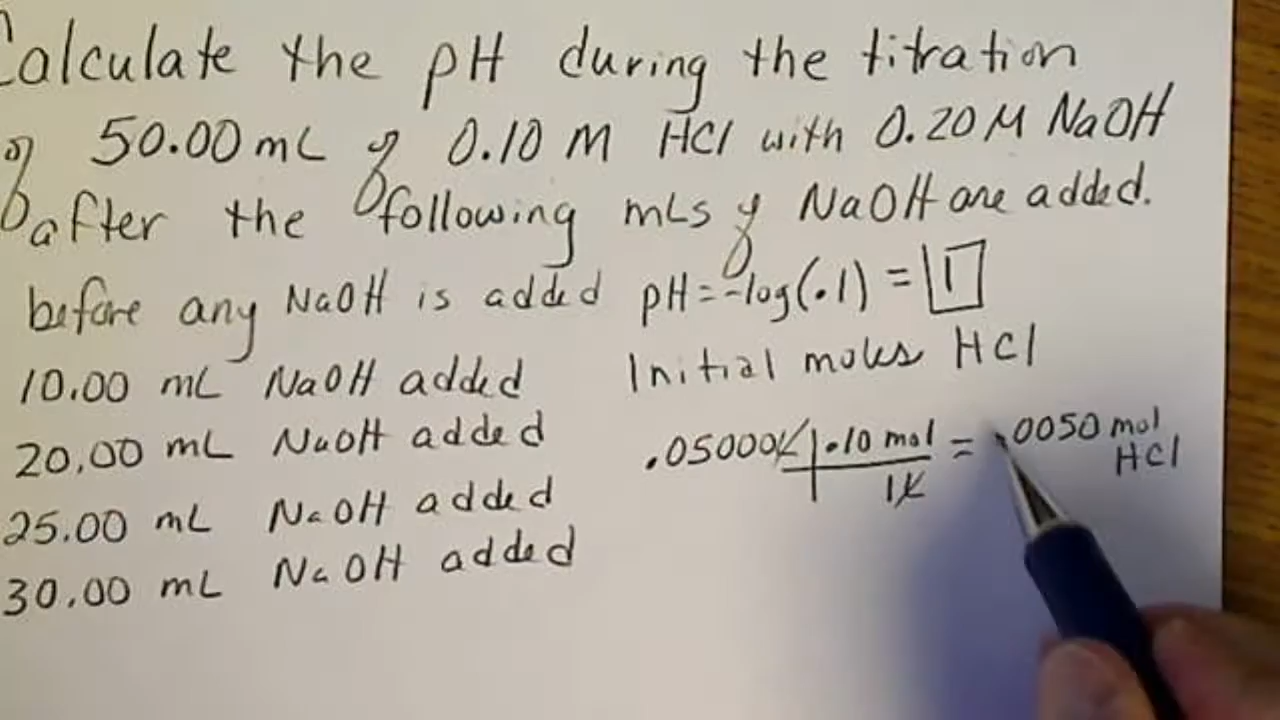 Calculate the pH during the titration
of 50.00 mL of 0.10 M HCl with 0.20 M NaOH
after the following mLs of NaOH are added.
before any NaOH is added pH = -log(.1) = 1
Initial moles HCl
10.00 mL NaOH added
20.00 mL NaOH added
25.00 mL NaOH added
30.00 mL NaOH added
.05000L | .10 mol / 1L = .0050 mol HCl